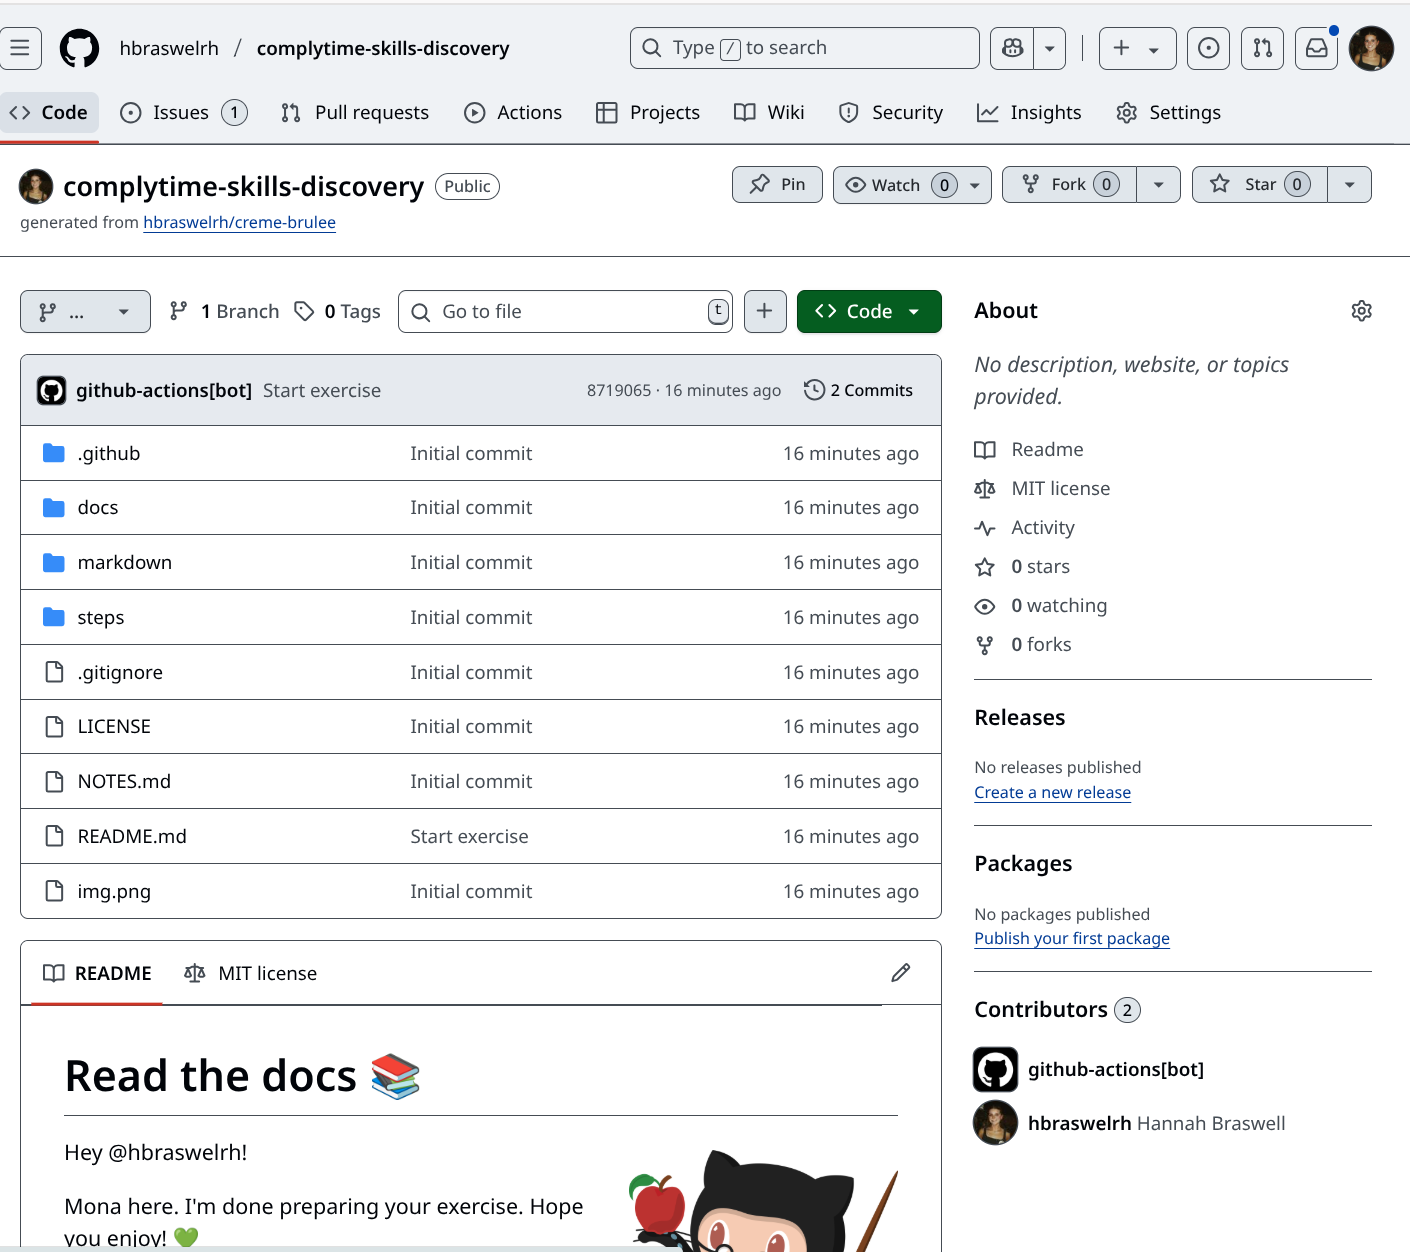 hbraswelrh / complytime-skills-discovery
Type / to search
Code
Issues 1
Pull requests
Actions
Projects
Wiki
Security
Insights
Settings
complytime-skills-discovery Public
generated from hbraswelrh/creme-brulee
Pin
Watch 0
Fork 0
Star 0
...
1 Branch
0 Tags
Go to file t
Code
github-actions[bot] Start exercise 8719065 · 16 minutes ago 2 Commits
.github Initial commit 16 minutes ago
docs Initial commit 16 minutes ago
markdown Initial commit 16 minutes ago
steps Initial commit 16 minutes ago
.gitignore Initial commit 16 minutes ago
LICENSE Initial commit 16 minutes ago
NOTES.md Initial commit 16 minutes ago
README.md Start exercise 16 minutes ago
img.png Initial commit 16 minutes ago
README
MIT license
Read the docs 📚
Hey @hbraswelrh!
Mona here. I'm done preparing your exercise. Hope
you enjoy! 💚
About
No description, website, or topics
provided.
Readme
MIT license
Activity
0 stars
0 watching
0 forks
Releases
No releases published
Create a new release
Packages
No packages published
Publish your first package
Contributors 2
github-actions[bot]
hbraswelrh Hannah Braswell